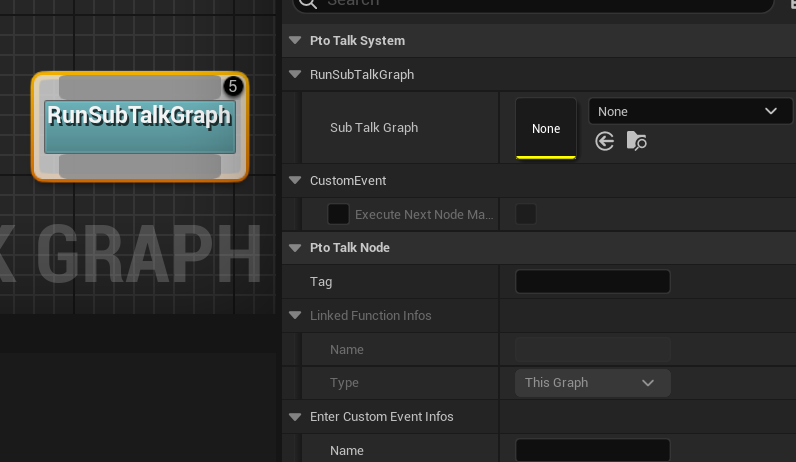 Search
Pto Talk System
RunSubTalkGraph
5
RunSubTalkGraph
Sub Talk Graph
None
None
CustomEvent
Execute Next Node Ma...
K GRAPH
Pto Talk Node
Tag
Linked Function Infos
Name
Type
This Graph
Enter Custom Event Infos
Name